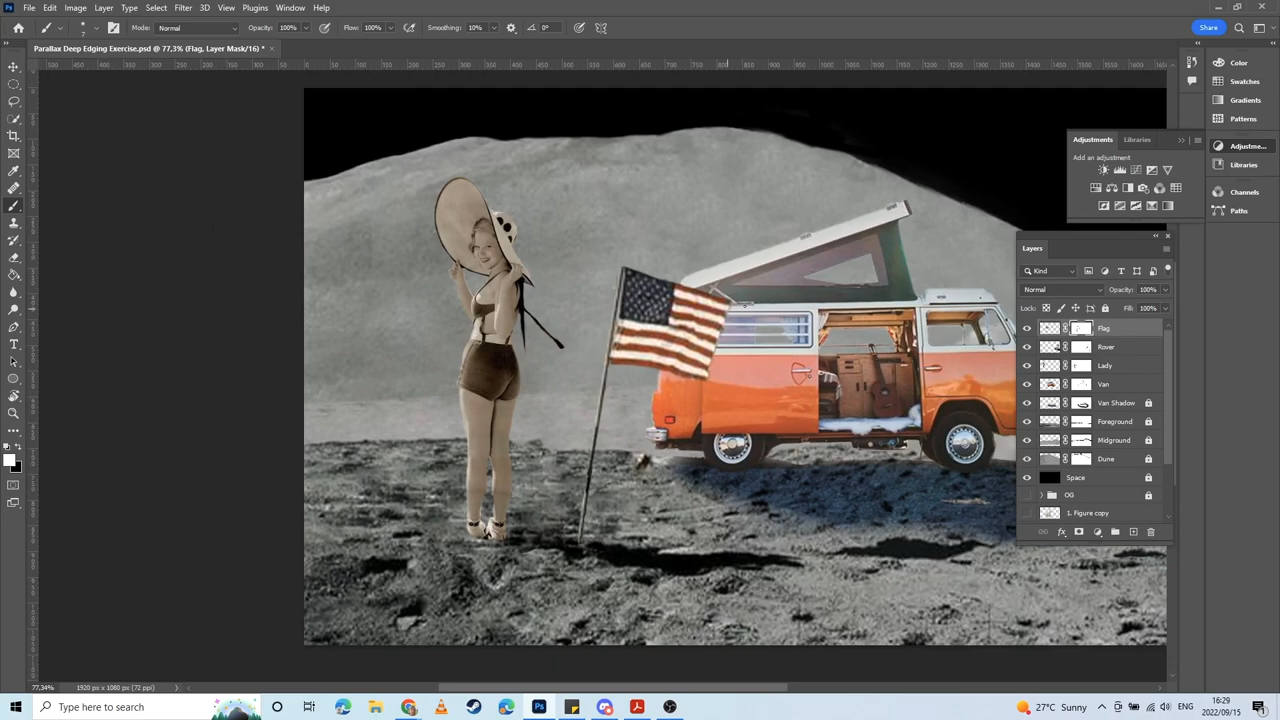 File Edit Image Layer Type Select Filter 3D View Plugins Window Help
Mode: Normal Opacity: 100% Flow: 100% Smoothing: 10% 0° Share
Parallax Deep Edging Exercise.psd @ 77,3% (Flag, Layer Mask/16) *
Color
Swatches
Gradients
Patterns
Adjustme...
Libraries
Channels
Paths
Adjustments Libraries
Add an adjustment
Layers
Kind
Normal Opacity: 100%
Lock: Fill: 100%
Flag
Rover
Lady
Van
Van Shadow
Foreground
Midground
Dune
Space
OG
1. Figure copy
77,34% 1920 px x 1080 px (72 ppi)
Type here to search
27°C Sunny ENG
16:29
2022/09/15